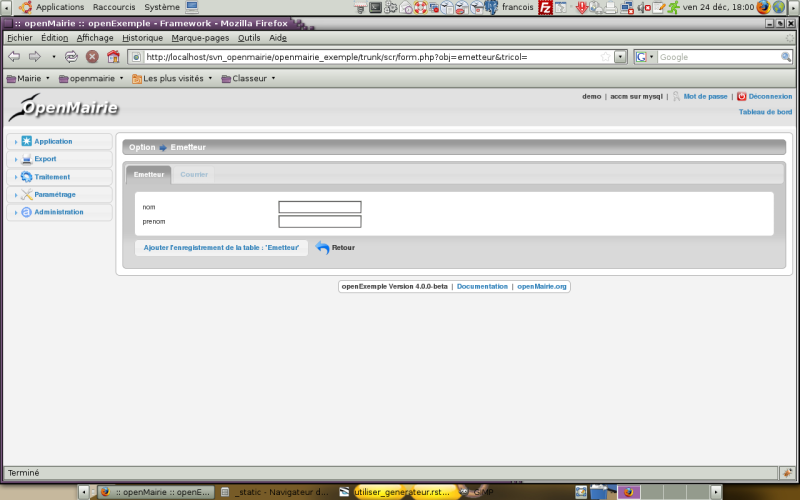 Applications Raccourcis Système francois ven 24 déc, 18:00
:: openMairie :: openExemple - Framework - Mozilla Firefox
Fichier Édition Affichage Historique Marque-pages Outils Aide
http://localhost/svn_openmairie/openmairie_exemple/trunk/scr/form.php?obj=emetteur&tricol= Google
Mairie openmairie Les plus visités Classeur
OpenMairie
demo | accm sur mysql | Mot de passe | Déconnexion
Tableau de bord
Application
Export
Traitement
Paramétrage
Administration
Option Emetteur
Emetteur Courrier
nom
prenom
Ajouter l'enregistrement de la table : 'Emetteur' Retour
openExemple Version 4.0.0-beta | Documentation | openMairie.org
Terminé
:: openMairie :: openE... _static - Navigateur d... utiliser_generateur.rst... GIMP